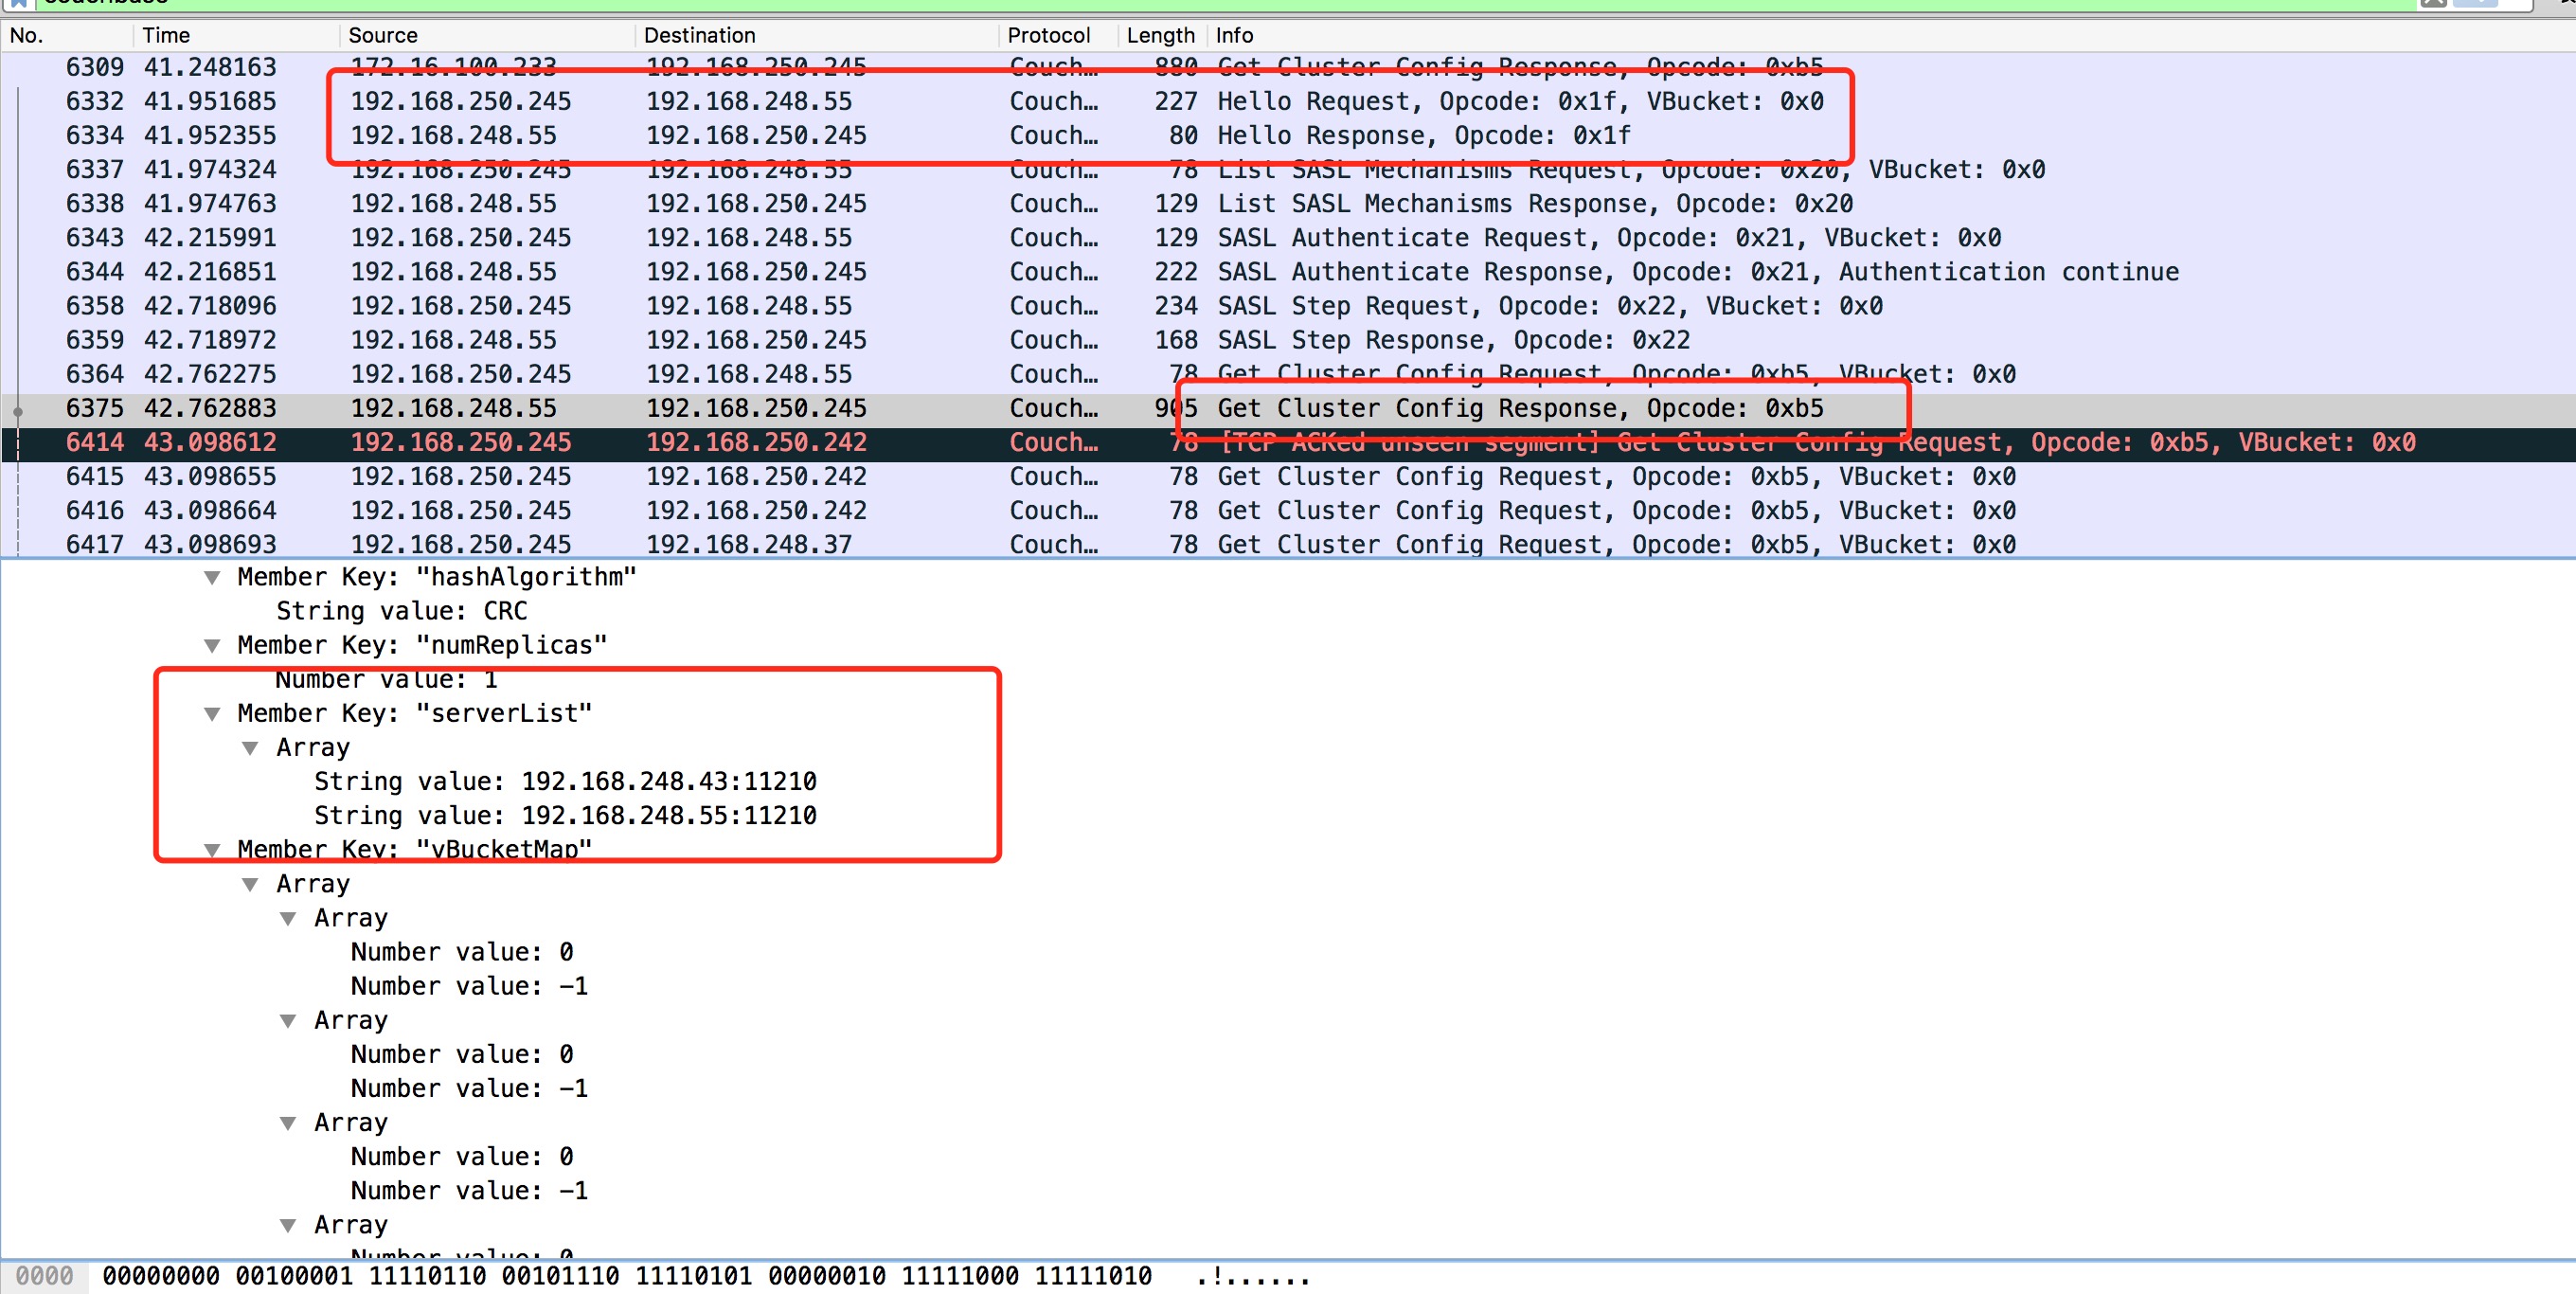 No. Time Source Destination Protocol Length Info
6309 41.248163 172.16.100.233 192.168.250.245 Couch… 880 Get Cluster Config Response, Opcode: 0xb5
6332 41.951685 192.168.250.245 192.168.248.55 Couch… 227 Hello Request, Opcode: 0x1f, VBucket: 0x0
6334 41.952355 192.168.248.55 192.168.250.245 Couch… 80 Hello Response, Opcode: 0x1f
6337 41.974324 192.168.250.245 192.168.248.55 Couch… 78 List SASL Mechanisms Request, Opcode: 0x20, VBucket: 0x0
6338 41.974763 192.168.248.55 192.168.250.245 Couch… 129 List SASL Mechanisms Response, Opcode: 0x20
6343 42.215991 192.168.250.245 192.168.248.55 Couch… 129 SASL Authenticate Request, Opcode: 0x21, VBucket: 0x0
6344 42.216851 192.168.248.55 192.168.250.245 Couch… 222 SASL Authenticate Response, Opcode: 0x21, Authentication continue
6358 42.718096 192.168.250.245 192.168.248.55 Couch… 234 SASL Step Request, Opcode: 0x22, VBucket: 0x0
6359 42.718972 192.168.248.55 192.168.250.245 Couch… 168 SASL Step Response, Opcode: 0x22
6364 42.762275 192.168.250.245 192.168.248.55 Couch… 78 Get Cluster Config Request, Opcode: 0xb5, VBucket: 0x0
6375 42.762883 192.168.248.55 192.168.250.245 Couch… 905 Get Cluster Config Response, Opcode: 0xb5
6414 43.098612 192.168.250.245 192.168.250.242 Couch… 78 [TCP ACKed unseen segment] Get Cluster Config Request, Opcode: 0xb5, VBucket: 0x0
6415 43.098655 192.168.250.245 192.168.250.242 Couch… 78 Get Cluster Config Request, Opcode: 0xb5, VBucket: 0x0
6416 43.098664 192.168.250.245 192.168.250.242 Couch… 78 Get Cluster Config Request, Opcode: 0xb5, VBucket: 0x0
6417 43.098693 192.168.250.245 192.168.248.37 Couch… 78 Get Cluster Config Request, Opcode: 0xb5, VBucket: 0x0
Member Key: "hashAlgorithm"
String value: CRC
Member Key: "numReplicas"
Number value: 1
Member Key: "serverList"
Array
String value: 192.168.248.43:11210
String value: 192.168.248.55:11210
Member Key: "vBucketMap"
Array
Array
Number value: 0
Number value: -1
Array
Number value: 0
Number value: -1
Array
Number value: 0
Number value: -1
Array
Number value: 0
0000 00000000 00100001 11110110 00101110 11110101 00000010 11111000 11111010 .!......